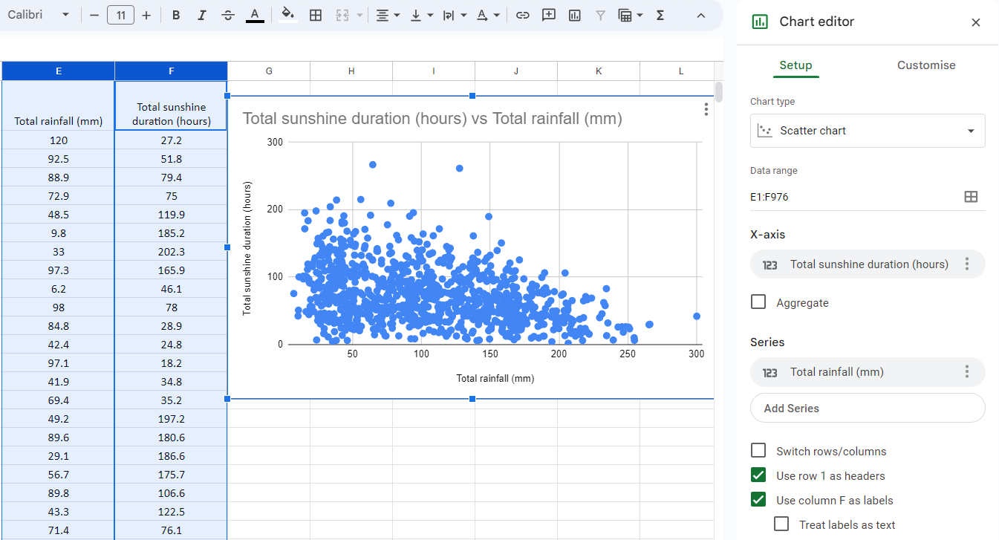 Calibri 11 B I A A Σ
Chart editor
Setup Customise
E F G H I J K L
Total rainfall (mm) Total sunshine
duration (hours)
120 27.2
92.5 51.8
88.9 79.4
72.9 75
48.5 119.9
9.8 185.2
33 202.3
97.3 165.9
6.2 46.1
98 78
84.8 28.9
42.4 24.8
97.1 18.2
41.9 34.8
69.4 35.2
49.2 197.2
89.6 180.6
29.1 186.6
56.7 175.7
89.8 106.6
43.3 122.5
71.4 76.1
Total sunshine duration (hours) vs Total rainfall (mm)
Total sunshine duration (hours)
300
200
100
0
50 100 150 200 250 300
Total rainfall (mm)
Chart type
Scatter chart
Data range
E1:F976
X-axis
123 Total sunshine duration (hours)
Aggregate
Series
123 Total rainfall (mm)
Add Series
Switch rows/columns
Use row 1 as headers
Use column F as labels
Treat labels as text